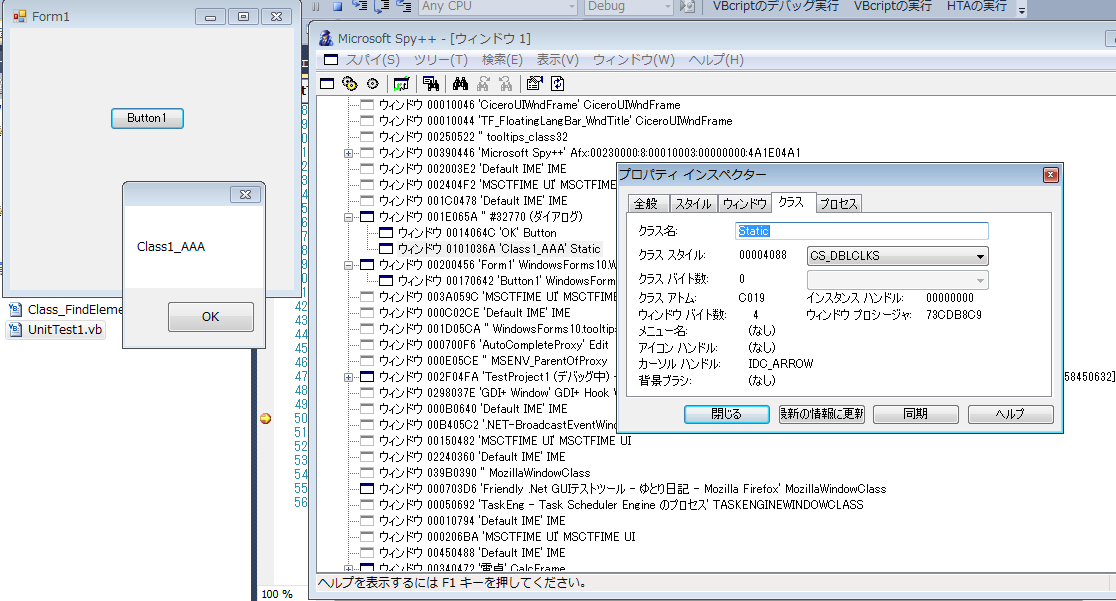 Form1
Button1
Class1_AAA
OK
Class_FindEleme
UnitTest1.vb
Any CPU
Debug
VBcriptのデバッグ実行
VBcriptの実行
HTAの実行
Microsoft Spy++ - [ウィンドウ 1]
スパイ(S) ツリー(T) 検索(E) 表示(V) ウィンドウ(W) ヘルプ(H)
ウィンドウ 00010046 'CiceroUIWndFrame' CiceroUIWndFrame
ウィンドウ 00010044 'TF_FloatingLangBar_WndTitle' CiceroUIWndFrame
ウィンドウ 00250522 '' tooltips_class32
ウィンドウ 00390446 'Microsoft Spy++' Afx:00230000:8:00010003:00000000:4A1E04A1
ウィンドウ 002003E2 'Default IME' IME
ウィンドウ 002404F2 'MSCTFIME UI' MSCTFIME
ウィンドウ 001C0478 'Default IME' IME
ウィンドウ 001E065A '' #32770 (ダイアログ)
ウィンドウ 0014064C 'OK' Button
ウィンドウ 0101036A 'Class1_AAA' Static
ウィンドウ 00200456 'Form1' WindowsForms10.W
ウィンドウ 00170642 'Button1' WindowsForm
ウィンドウ 003A059C 'MSCTFIME UI' MSCTFIME
ウィンドウ 000C02CE 'Default IME' IME
ウィンドウ 001D05CA '' WindowsForms10.tooltip
ウィンドウ 000700F6 'AutoCompleteProxy' Edit
ウィンドウ 000E05CE '' MSENV_ParentOfProxy
ウィンドウ 002F04FA 'TestProject1 (デバッグ中) -
58450632]
ウィンドウ 0298037E 'GDI+ Window' GDI+ Hook
ウィンドウ 000B0640 'Default IME' IME
ウィンドウ 00B405C2 '.NET-BroadcastEventWind
ウィンドウ 00150482 'MSCTFIME UI' MSCTFIME UI
ウィンドウ 02240360 'Default IME' IME
ウィンドウ 039B0390 '' MozillaWindowClass
ウィンドウ 000703D6 'Friendly .Net GUIテストツール - ゆとり日記 - Mozilla Firefox' MozillaWindowClass
ウィンドウ 00050692 'TaskEng - Task Scheduler Engine のプロセス' TASKENGINEWINDOWCLASS
ウィンドウ 00010794 'Default IME' IME
ウィンドウ 000206BA 'MSCTFIME UI' MSCTFIME UI
ウィンドウ 00450488 'Default IME' IME
ウィンドウ 00340472 '電卓' CalcFrame
ヘルプを表示するには F1 キーを押してください。
プロパティ インスペクター
全般 スタイル ウィンドウ クラス プロセス
クラス名: Static
クラス スタイル: 00004088 CS_DBLCLKS
クラス バイト数: 0
クラス アトム: C019 インスタンス ハンドル: 00000000
ウィンドウ バイト数: 4 ウィンドウ プロシージャ: 73CDB8C9
メニュー名: (なし)
アイコン ハンドル: (なし)
カーソル ハンドル: IDC_ARROW
背景ブラシ: (なし)
閉じる 最新の情報に更新 同期 ヘルプ
42
43
44
45
46
47
48
49
50
51
52
53
54
55
56
100 %